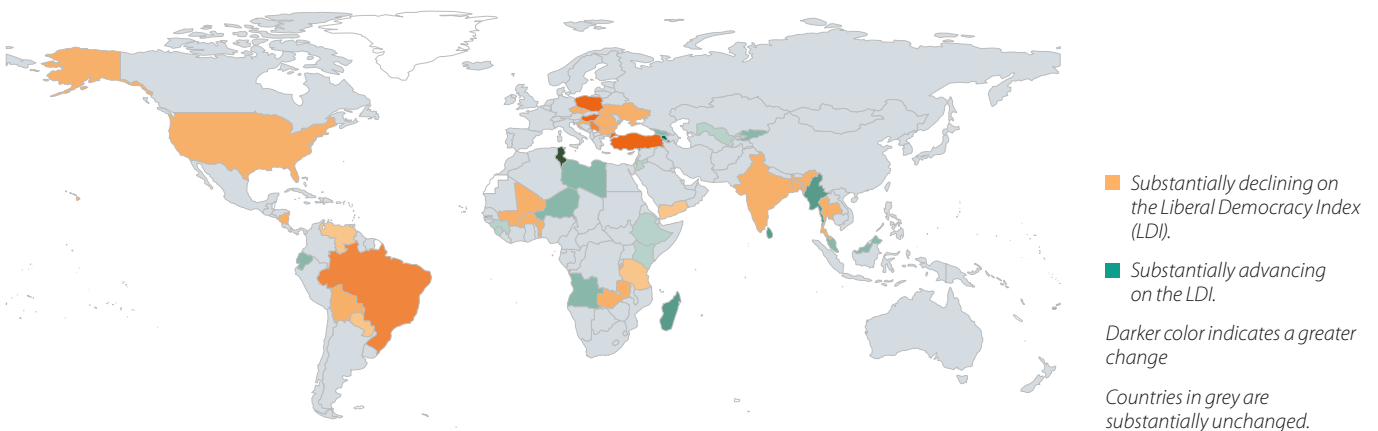 Substantially declining on
the Liberal Democracy Index
(LDI).
Substantially advancing
on the LDI.
Darker color indicates a greater
change
Countries in grey are
substantially unchanged.